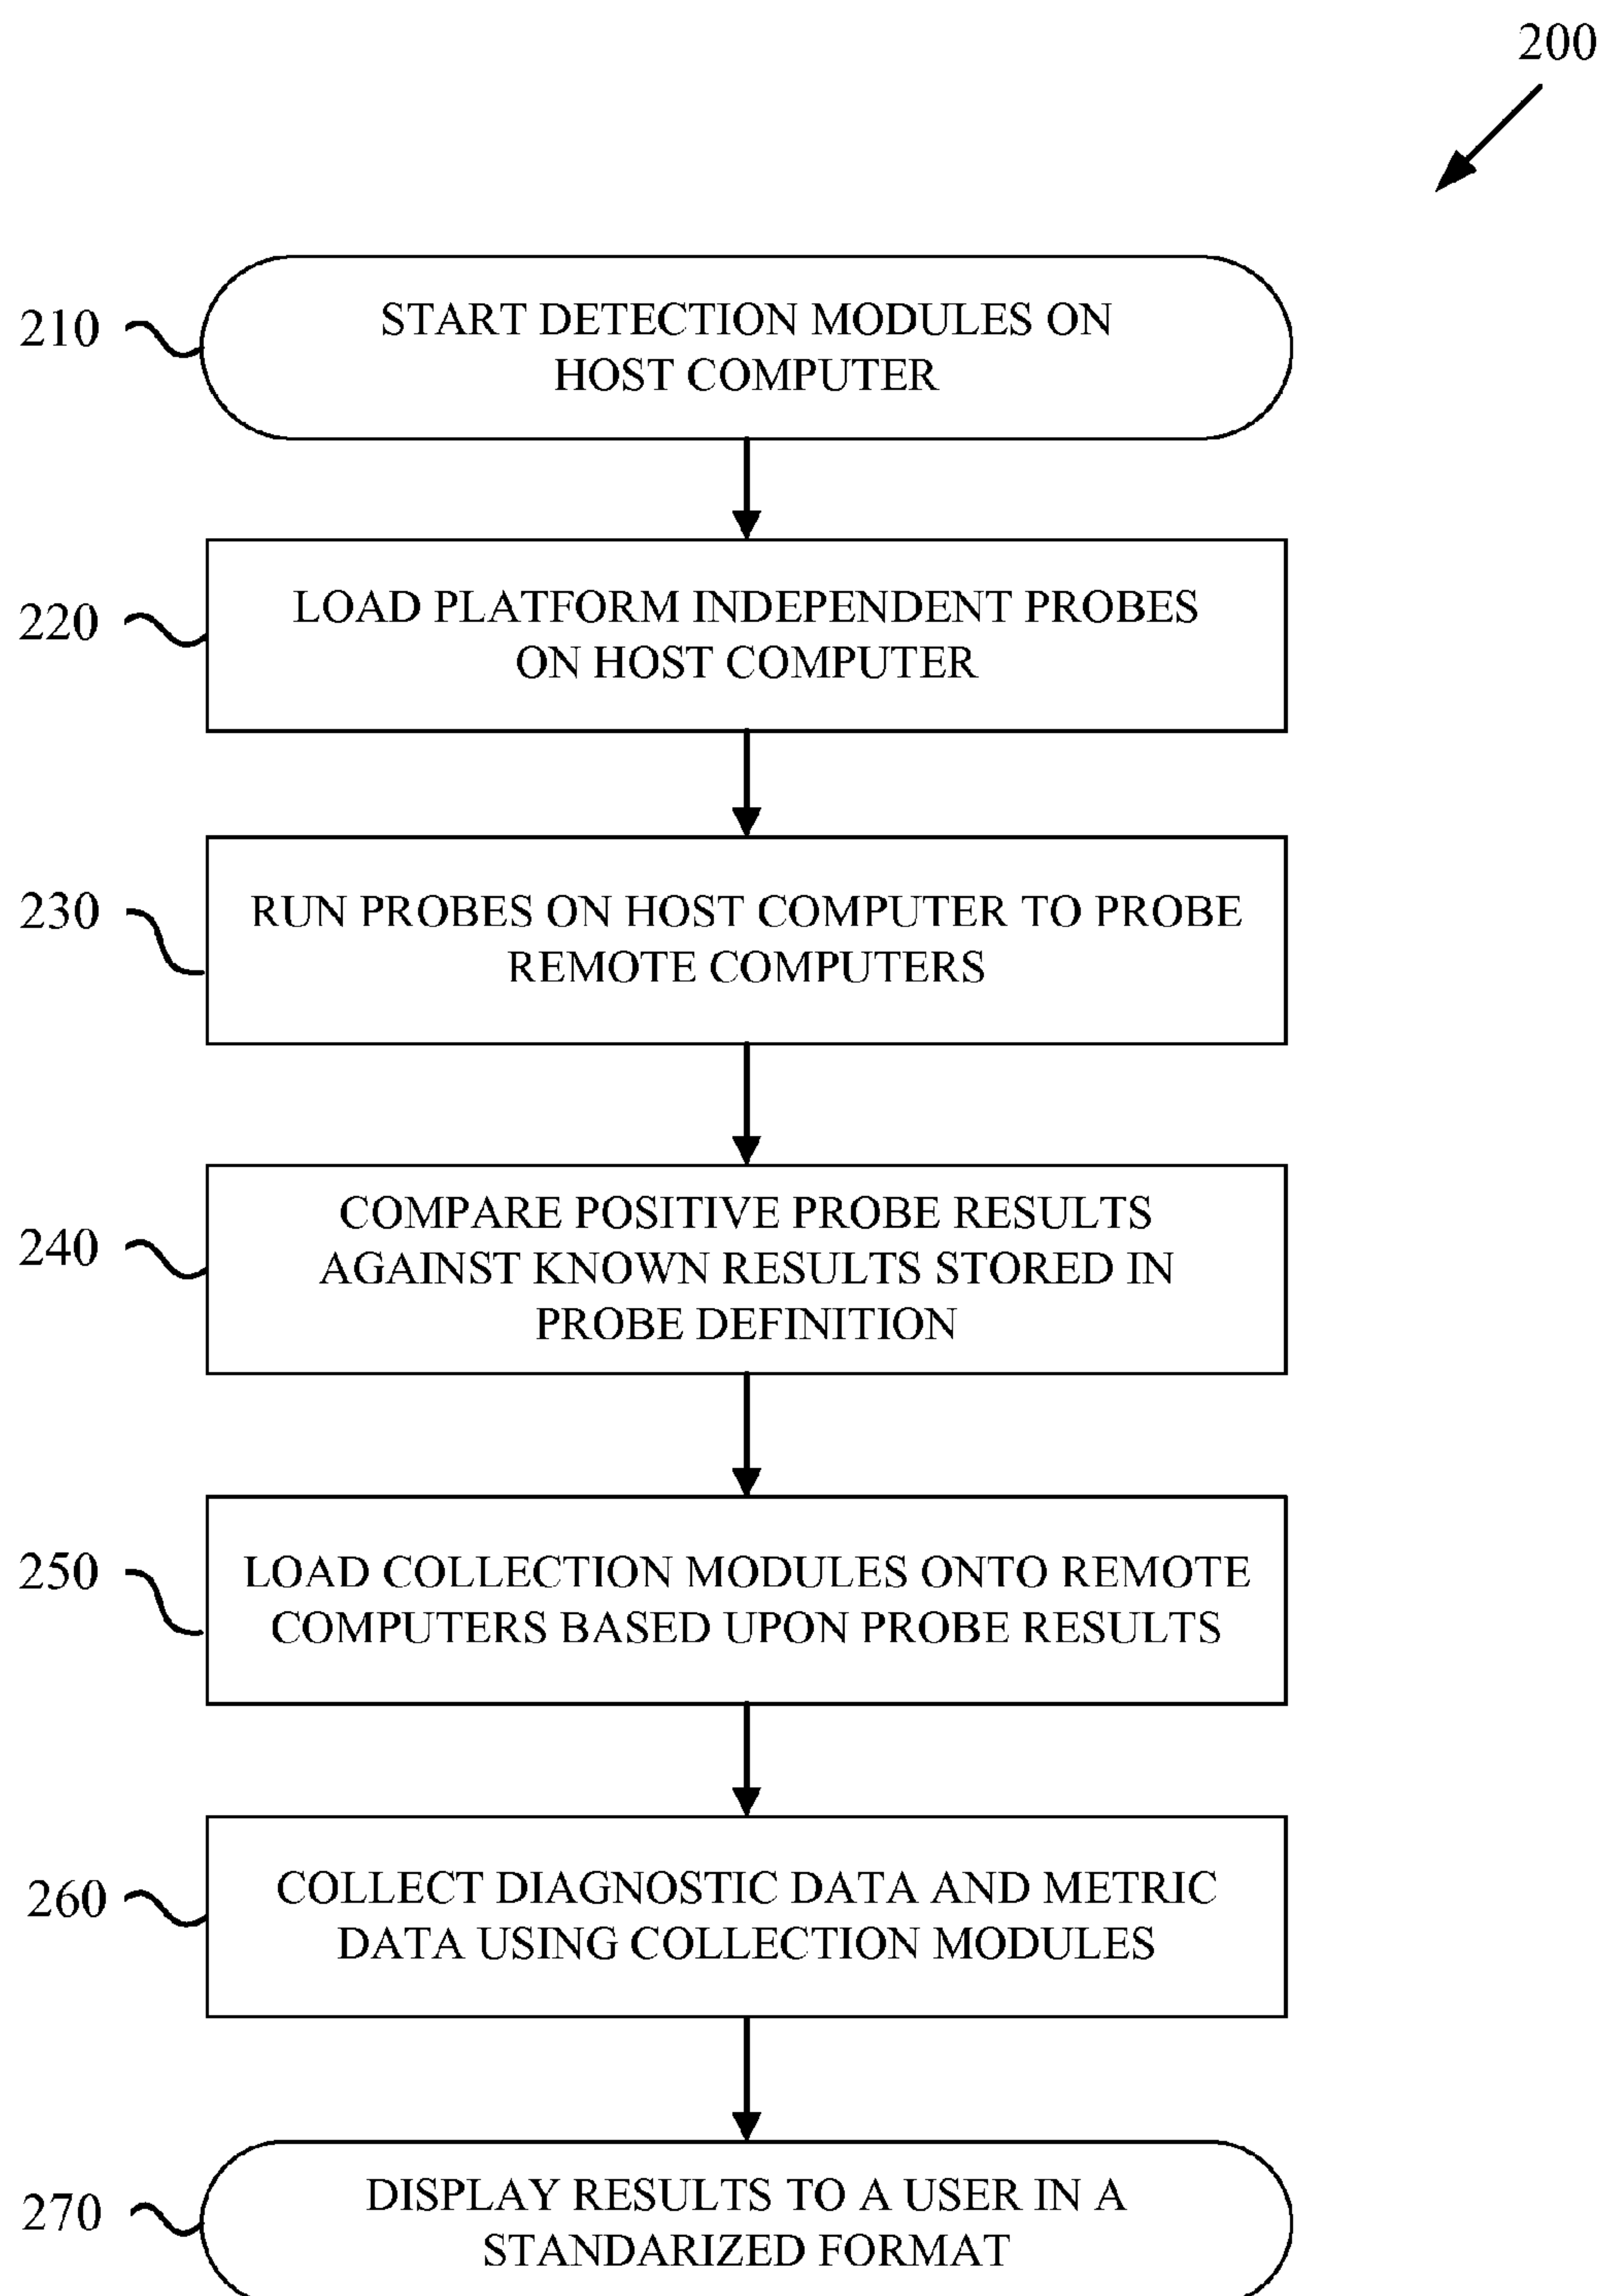 200
210
START DETECTION MODULES ON
HOST COMPUTER
220
LOAD PLATFORM INDEPENDENT PROBES
ON HOST COMPUTER
230
RUN PROBES ON HOST COMPUTER TO PROBE
REMOTE COMPUTERS
240
COMPARE POSITIVE PROBE RESULTS
AGAINST KNOWN RESULTS STORED IN
PROBE DEFINITION
250
LOAD COLLECTION MODULES ONTO REMOTE
COMPUTERS BASED UPON PROBE RESULTS
260
COLLECT DIAGNOSTIC DATA AND METRIC
DATA USING COLLECTION MODULES
270
DISPLAY RESULTS TO A USER IN A
STANDARIZED FORMAT